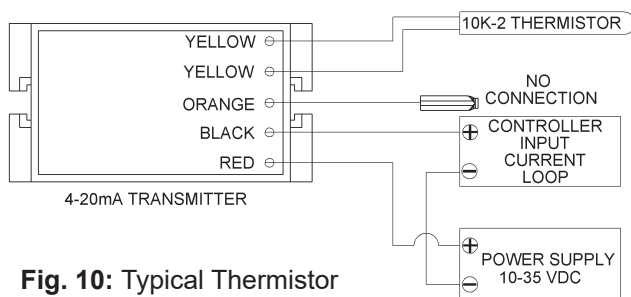 YELLOW
YELLOW
ORANGE
BLACK
RED
4-20mA TRANSMITTER
10K-2 THERMISTOR
NO
CONNECTION
+ CONTROLLER
INPUT
CURRENT
− LOOP
+
POWER SUPPLY
10-35 VDC
−
Fig. 10: Typical Thermistor